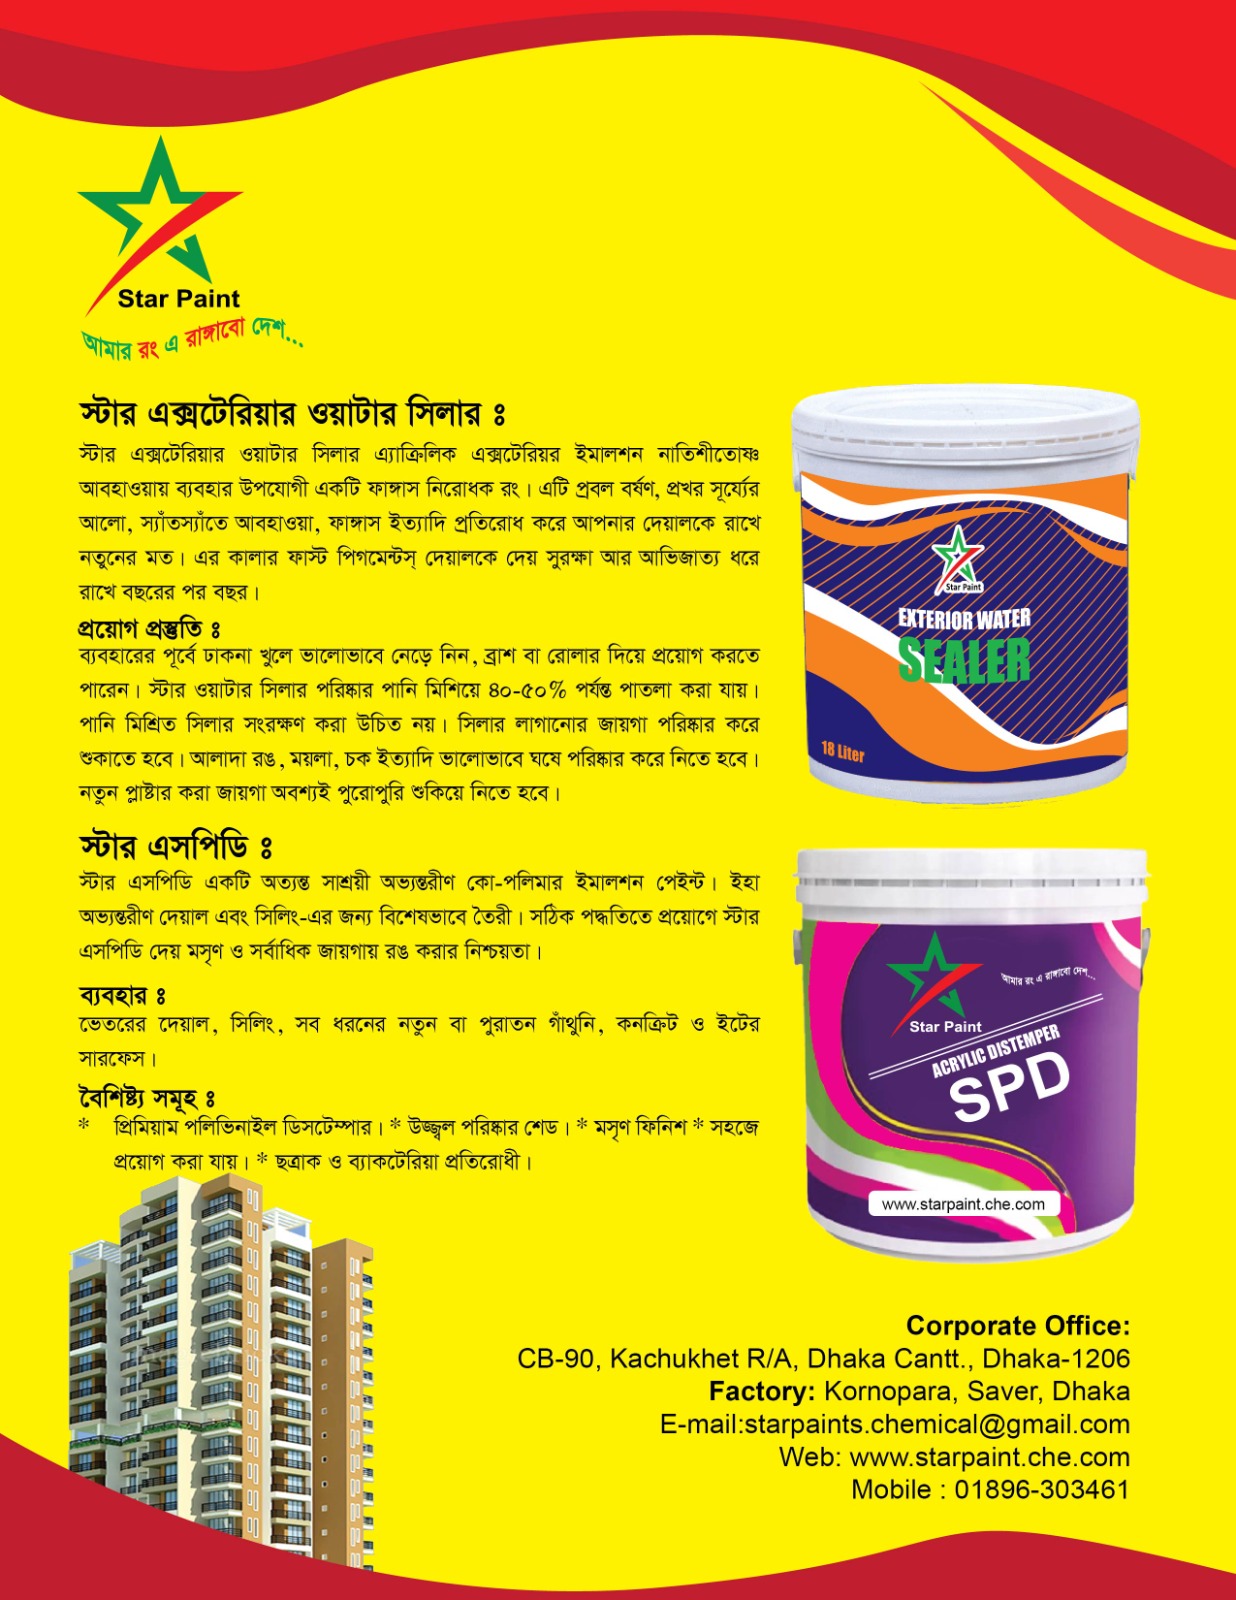 Star Paint
আমার রং এ রাঙ্গাবো দেশ...
স্টার এক্সটেরিয়ার ওয়াটার সিলার ঃ
স্টার এক্সটেরিয়ার ওয়াটার সিলার এ্যাক্রিলিক এক্সটেরিয়র ইমালশন নাতিশীতোষ্ণ
আবহাওয়ায় ব্যবহার উপযোগী একটি ফাঙ্গাস নিরোধক রং। এটি প্রবল বর্ষণ, প্রখর সূর্য্যের
আলো, স্যাঁতস্যাঁতে আবহাওয়া, ফাঙ্গাস ইত্যাদি প্রতিরোধ করে আপনার দেয়ালকে রাখে
নতুনের মত। এর কালার ফাস্ট পিগমেন্টস্ দেয়ালকে দেয় সুরক্ষা আর আভিজাত্য ধরে
রাখে বছরের পর বছর।
প্রয়োগ প্রস্তুতি ঃ
ব্যবহারের পূর্বে ঢাকনা খুলে ভালোভাবে নেড়ে নিন, ব্রাশ বা রোলার দিয়ে প্রয়োগ করতে
পারেন। স্টার ওয়াটার সিলার পরিষ্কার পানি মিশিয়ে ৪০-৫০% পর্যন্ত পাতলা করা যায়।
পানি মিশ্রিত সিলার সংরক্ষণ করা উচিত নয়। সিলার লাগানোর জায়গা পরিষ্কার করে
শুকাতে হবে। আলাদা রঙ, ময়লা, চক ইত্যাদি ভালোভাবে ঘষে পরিষ্কার করে নিতে হবে।
নতুন প্লাষ্টার করা জায়গা অবশ্যই পুরোপুরি শুকিয়ে নিতে হবে।
Star Paint
EXTERIOR WATER
SEALER
18 Liter
স্টার এসপিডি ঃ
স্টার এসপিডি একটি অত্যন্ত সাশ্রয়ী অভ্যন্তরীণ কো-পলিমার ইমালশন পেইন্ট। ইহা
অভ্যন্তরীণ দেয়াল এবং সিলিং-এর জন্য বিশেষভাবে তৈরী। সঠিক পদ্ধতিতে প্রয়োগে স্টার
এসপিডি দেয় মসৃণ ও সর্বাধিক জায়গায় রঙ করার নিশ্চয়তা।
ব্যবহার ঃ
ভেতরের দেয়াল, সিলিং, সব ধরনের নতুন বা পুরাতন গাঁথুনি, কনক্রিট ও ইটের
সারফেস।
বৈশিষ্ট্য সমূহ ঃ
* প্রিমিয়াম পলিভিনাইল ডিসটেম্পার। * উজ্জ্বল পরিষ্কার শেড। * মসৃণ ফিনিশ * সহজে
প্রয়োগ করা যায়। * ছত্রাক ও ব্যাকটেরিয়া প্রতিরোধী।
আমার রং এ রাঙ্গাবো দেশ...
Star Paint
ACRYLIC DISTEMPER
SPD
www.starpaint.che.com
Corporate Office:
CB-90, Kachukhet R/A, Dhaka Cantt., Dhaka-1206
Factory: Kornopara, Saver, Dhaka
E-mail:starpaints.chemical@gmail.com
Web: www.starpaint.che.com
Mobile : 01896-303461